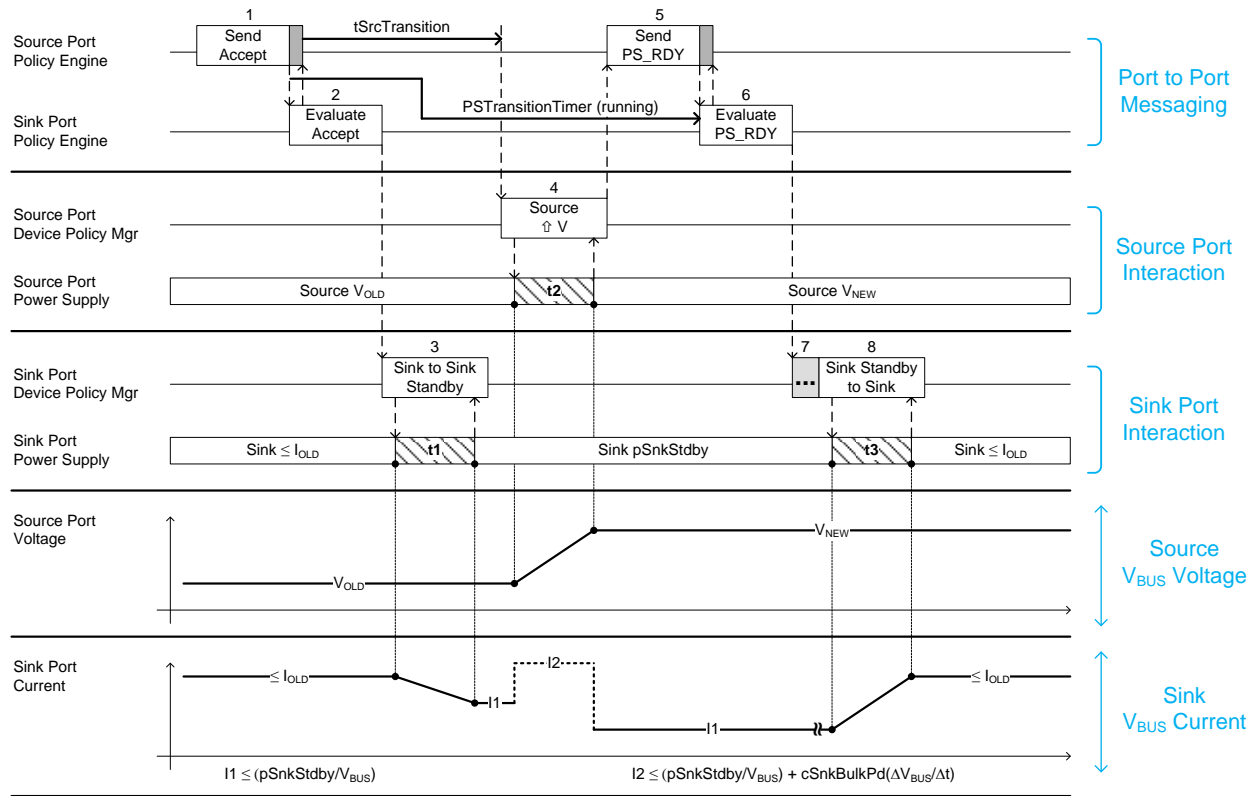 1
5
Source Port
Policy Engine
Send
Accept
tSrcTransition
Send
PS_RDY
2
PSTransitionTimer (running)
6
Sink Port
Policy Engine
Evaluate
Accept
Evaluate
PS_RDY
Port to Port
Messaging
4
Source Port
Device Policy Mgr
Source
⇧ V
Source Port
Power Supply
Source VOLD
t2
Source VNEW
Source Port
Interaction
3
7
8
Sink Port
Device Policy Mgr
Sink to Sink
Standby
...
Sink Standby
to Sink
Sink Port
Power Supply
Sink ≤ IOLD
t1
Sink pSnkStdby
t3
Sink ≤ IOLD
Sink Port
Interaction
Source Port
Voltage
VOLD
VNEW
Source
VBUS Voltage
Sink Port
Current
≤ IOLD
I1
I2
I1
≤ IOLD
Sink
VBUS Current
I1 ≤ (pSnkStdby/VBUS)
I2 ≤ (pSnkStdby/VBUS) + cSnkBulkPd(ΔVBUS/Δt)